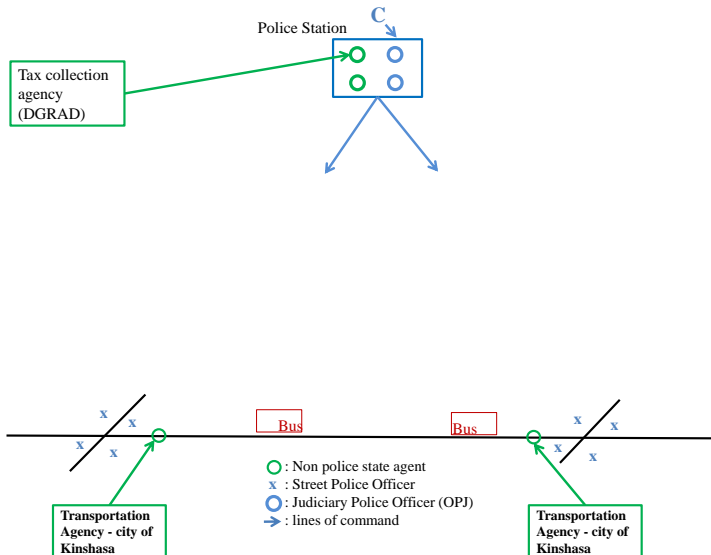 C
Police Station
Tax collection
agency
(DGRAD)
x
x
x
x
Bus
Bus
x
x
x
x
: Non police state agent
x : Street Police Officer
: Judiciary Police Officer (OPJ)
: lines of command
Transportation
Agency - city of
Kinshasa
Transportation
Agency - city of
Kinshasa